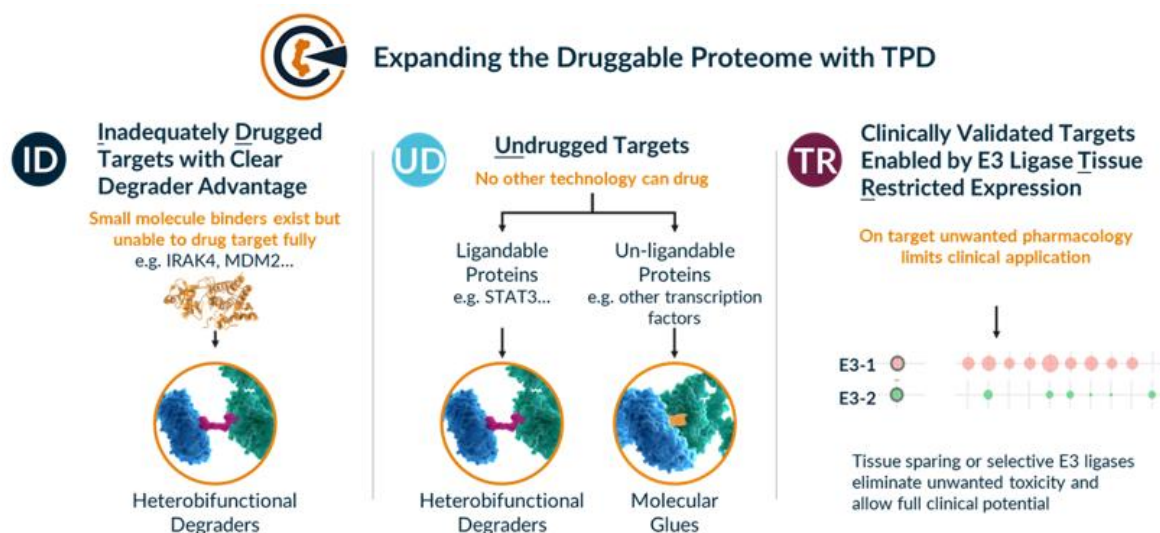 Expanding the Druggable Proteome with TPD
ID
Inadequately Drugged
Targets with Clear
Degrader Advantage
Small molecule binders exist but
unable to drug target fully
e.g. IRAK4, MDM2...
Heterobifunctional
Degraders
UD
Undrugged Targets
No other technology can drug
Ligandable
Proteins
e.g. STAT3...
Heterobifunctional
Degraders
Un-ligandable
Proteins
e.g. other transcription
factors
Molecular
Glues
TR
Clinically Validated Targets
Enabled by E3 Ligase Tissue
Restricted Expression
On target unwanted pharmacology
limits clinical application
E3-1
E3-2
Tissue sparing or selective E3 ligases
eliminate unwanted toxicity and
allow full clinical potential